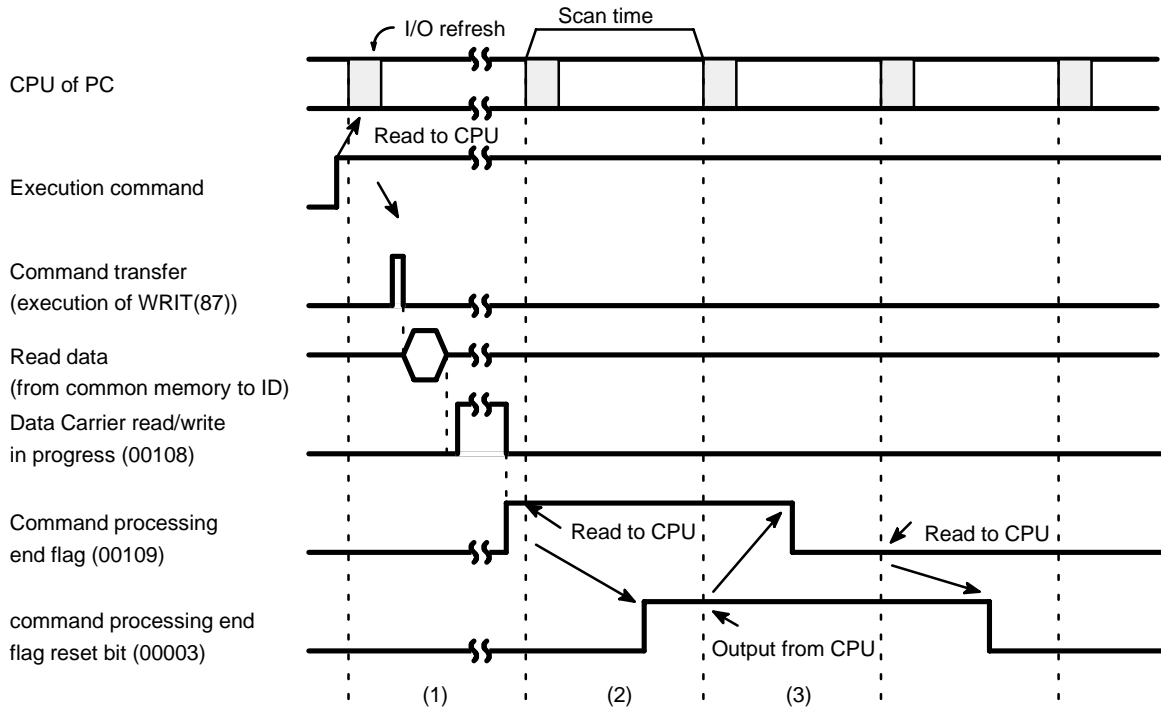 Scan time
I/O refresh
CPU of PC
Read to CPU
Execution command
Command transfer
(execution of WRIT(87))
Read data
(from common memory to ID)
Data Carrier read/write
in progress (00108)
Command processing
end flag (00109)
Read to CPU
Read to CPU
command processing end
flag reset bit (00003)
Output from CPU
(1)
(2)
(3)